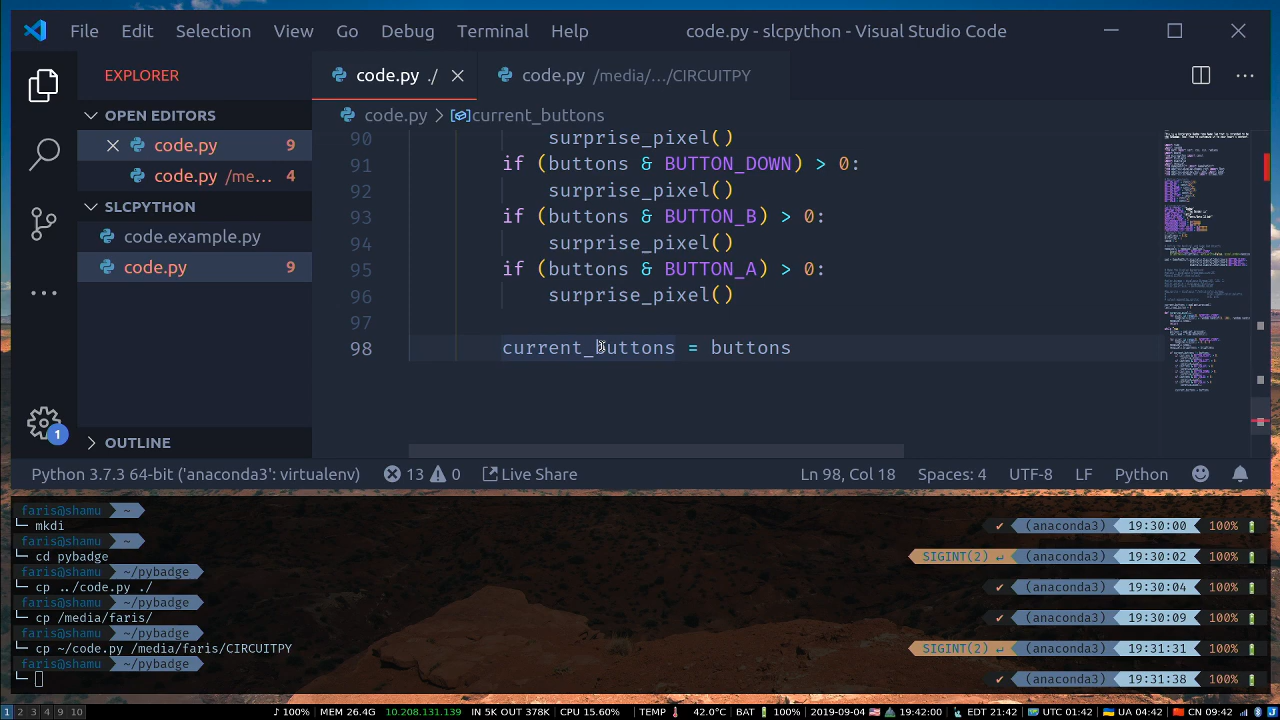 File Edit Selection View Go Debug Terminal Help code.py - slcpython - Visual Studio Code
EXPLORER
code.py ./
code.py /media/.../CIRCUITPY
OPEN EDITORS
code.py 9
code.py /me... 4
SLCPYTHON
code.example.py
code.py 9
OUTLINE
1
code.py current_buttons
90 surprise_pixel()
91 if (buttons & BUTTON_DOWN) > 0:
92 surprise_pixel()
93 if (buttons & BUTTON_B) > 0:
94 surprise_pixel()
95 if (buttons & BUTTON_A) > 0:
96 surprise_pixel()
97
98 current_buttons = buttons
Python 3.7.3 64-bit ('anaconda3': virtualenv) 13 0 Live Share Ln 98, Col 18 Spaces: 4 UTF-8 LF Python
faris@shamu ~
mkdi ✔ (anaconda3) 19:30:00 100%
faris@shamu ~
cd pybadge SIGINT(2) ↵ (anaconda3) 19:30:02 100%
faris@shamu ~/pybadge
cp ../code.py ./ ✔ (anaconda3) 19:30:04 100%
faris@shamu ~/pybadge
cp /media/faris/ ✔ (anaconda3) 19:30:09 100%
faris@shamu ~/pybadge
cp ~/code.py /media/faris/CIRCUITPY SIGINT(2) ↵ (anaconda3) 19:31:31 100%
faris@shamu ~/pybadge
✔ (anaconda3) 19:31:38 100%
1 2 3 4 9 10 ♪ 100% MEM 26.4G 10.208.131.139 IN 5K OUT 378K CPU 15.60% TEMP 42.0°C BAT 100% 2019-09-04 19:42:00 EDT 21:42 UTC 01:42 UA 04:42 CN 09:42